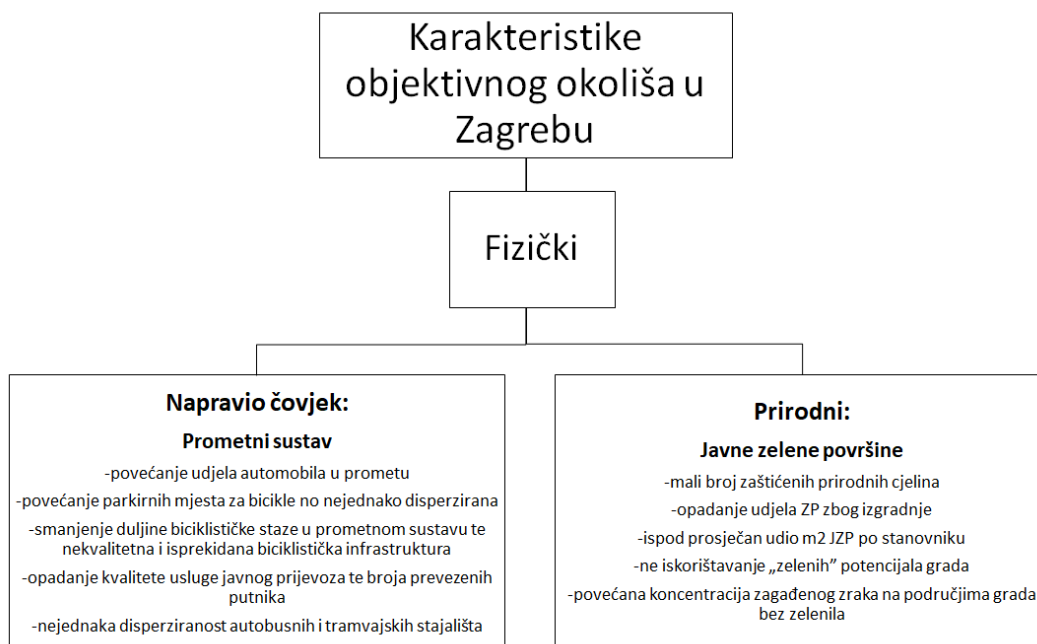 Karakteristike
objektivnog okoliša u
Zagrebu
Fizički
Napravio čovjek:
Prometni sustav
-povećanje udjela automobila u prometu
-povećanje parkirnih mjesta za bicikle no nejednako disperzirana
-smanjenje duljine biciklističke staze u prometnom sustavu te
nekvalitetna i isprekidana biciklistička infrastruktura
-opadanje kvalitete usluge javnog prijevoza te broja prevezenih
putnika
-nejednaka disperziranost autobusnih i tramvajskih stajališta
Prirodni:
Javne zelene površine
-mali broj zaštićenih prirodnih cjelina
-opadanje udjela ZP zbog izgradnje
-ispod prosječan udio m2 JZP po stanovniku
-ne iskorištavanje „zelenih” potencijala grada
-povećana koncentracija zagađenog zraka na područjima grada
bez zelenila